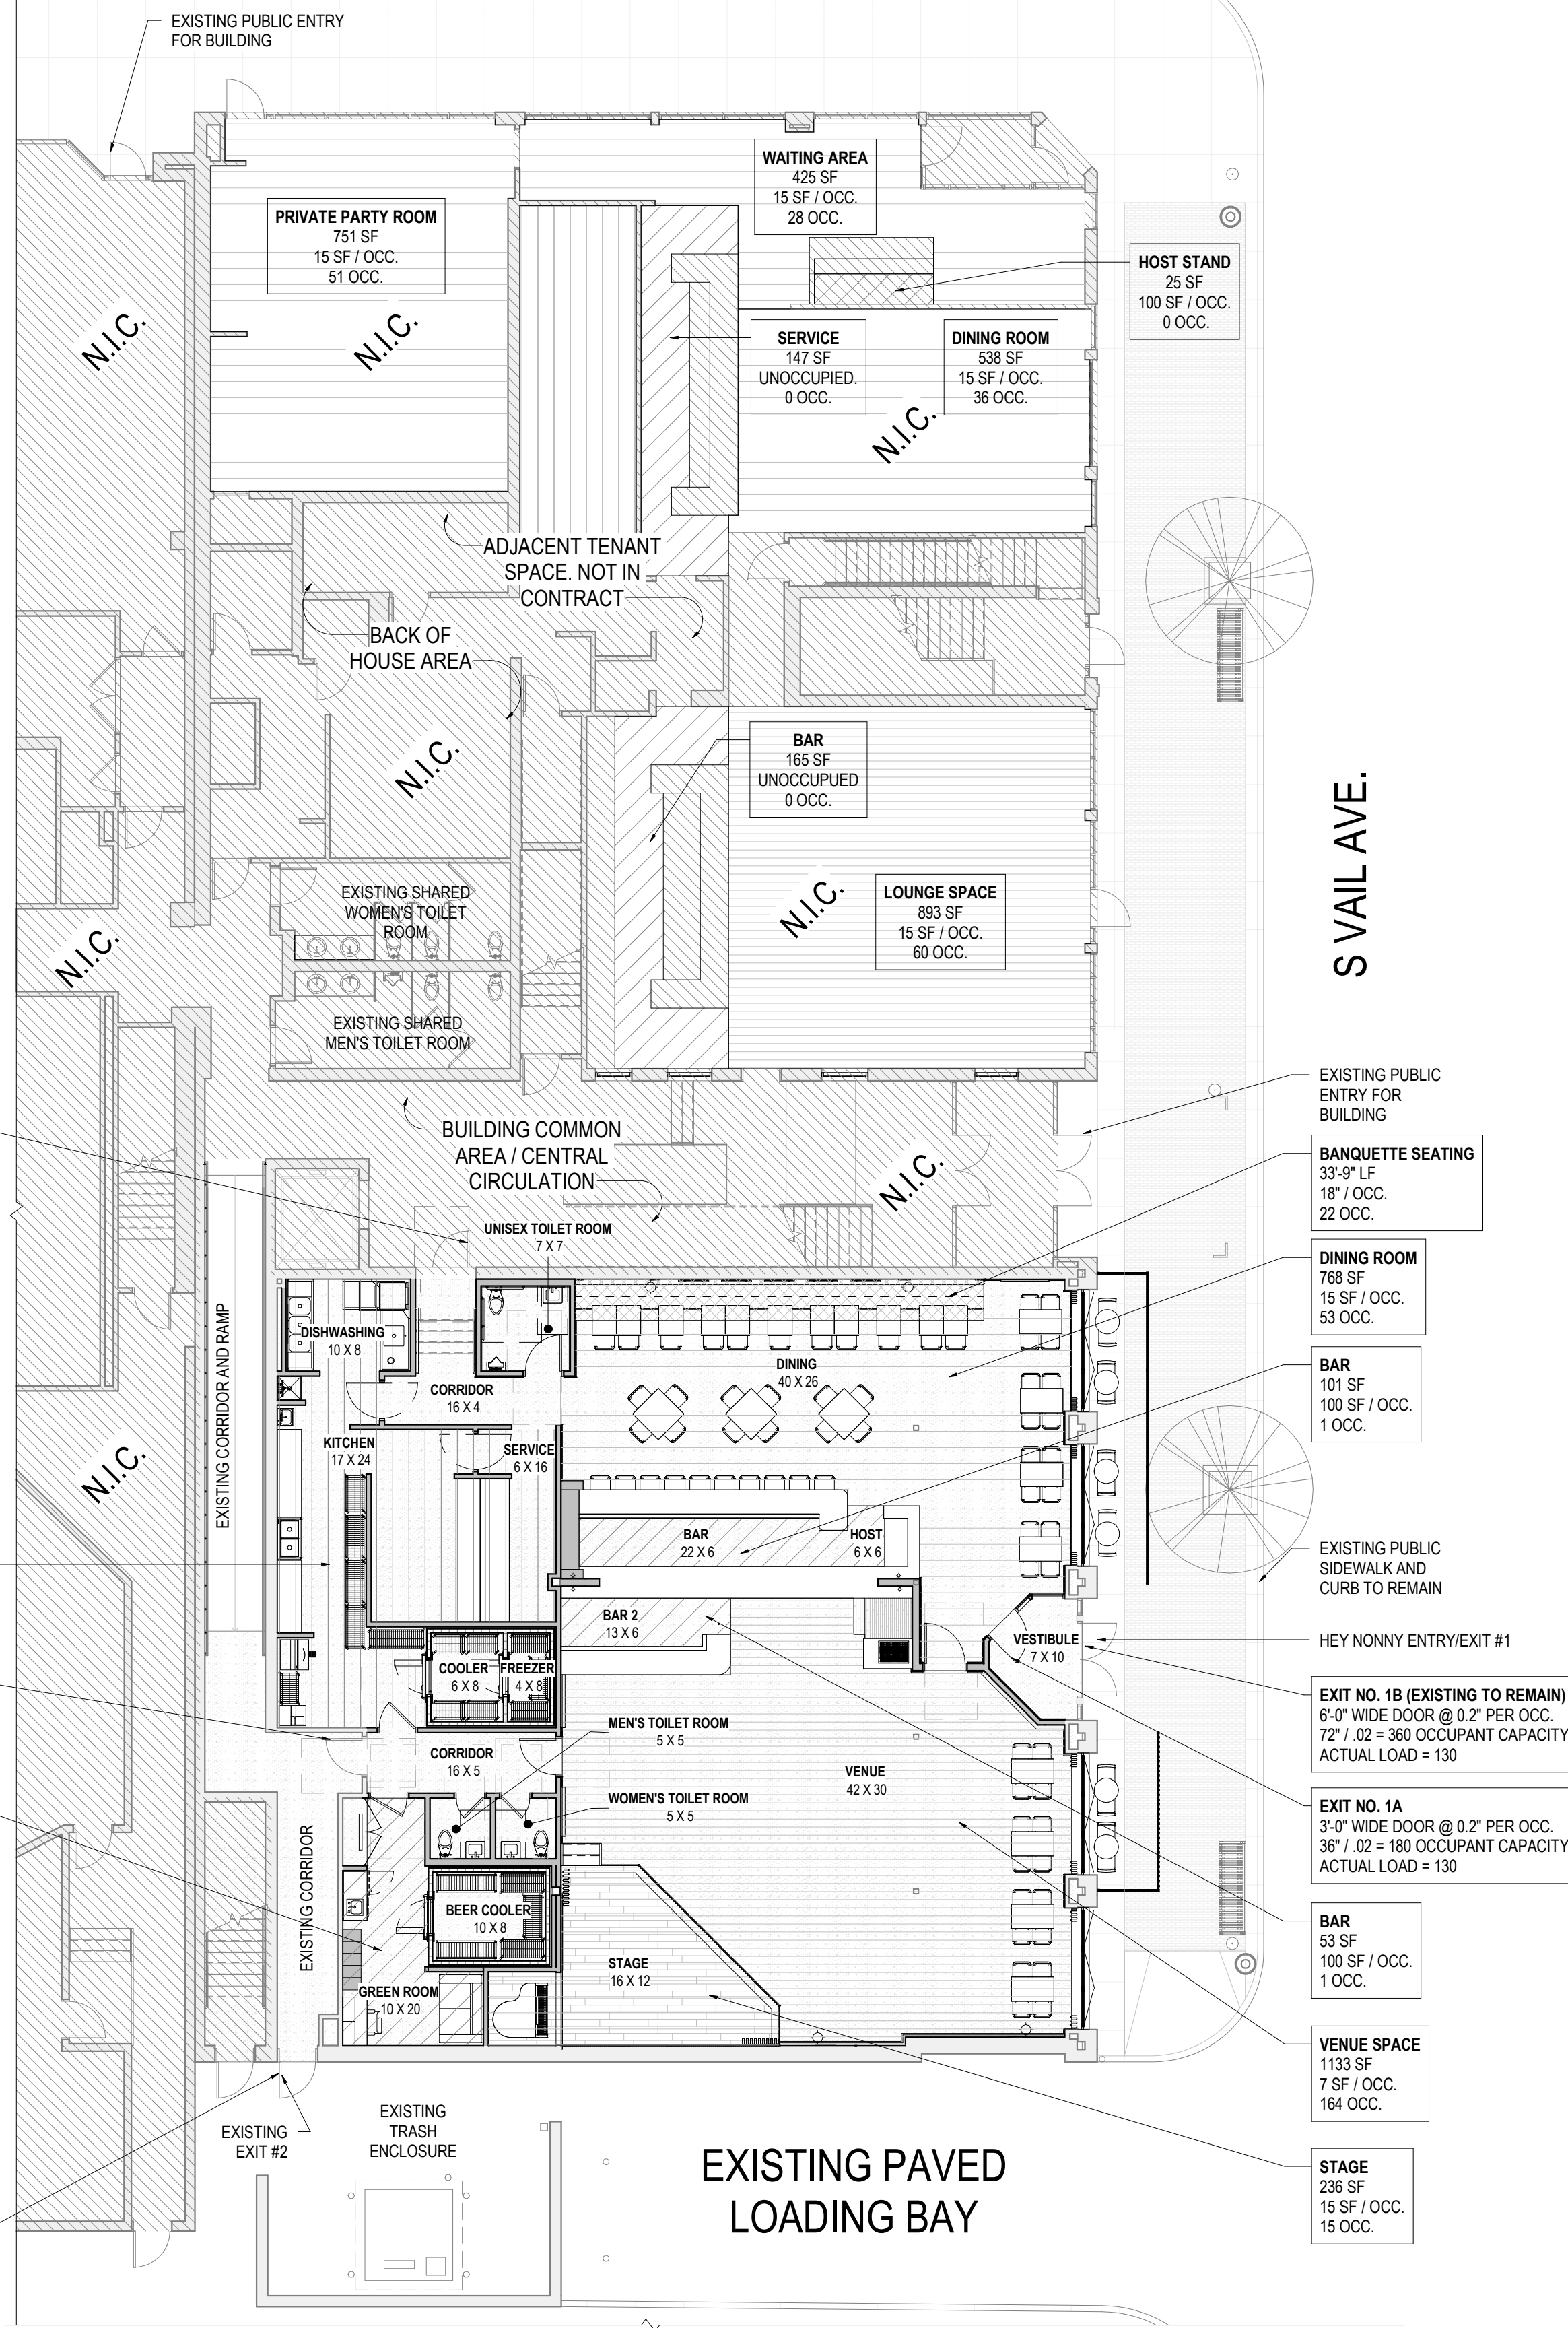 EXISTING PUBLIC ENTRY
FOR BUILDING
WAITING AREA
425 SF
15 SF / OCC.
28 OCC.
PRIVATE PARTY ROOM
751 SF
15 SF / OCC.
51 OCC.
HOST STAND
25 SF
100 SF / OCC.
0 OCC.
N.I.C.
N.I.C.
SERVICE
147 SF
UNOCCUPIED.
0 OCC.
DINING ROOM
538 SF
15 SF / OCC.
36 OCC.
N.I.C.
ADJACENT TENANT
SPACE. NOT IN
CONTRACT
BACK OF
HOUSE AREA
N.I.C.
BAR
165 SF
UNOCCUPUED
0 OCC.
S VAIL AVE.
LOUNGE SPACE
893 SF
15 SF / OCC.
60 OCC.
N.I.C.
EXISTING SHARED
WOMEN'S TOILET
ROOM
N.I.C.
EXISTING SHARED
MEN'S TOILET ROOM
EXISTING PUBLIC
ENTRY FOR
BUILDING
BUILDING COMMON
AREA / CENTRAL
CIRCULATION
N.I.C.
BANQUETTE SEATING
33'-9" LF
18" / OCC.
22 OCC.
UNISEX TOILET ROOM
7 X 7
DINING ROOM
768 SF
15 SF / OCC.
53 OCC.
EXISTING CORRIDOR AND RAMP
DISHWASHING
10 X 8
DINING
40 X 26
BAR
101 SF
100 SF / OCC.
1 OCC.
CORRIDOR
16 X 4
KITCHEN
17 X 24
SERVICE
6 X 16
N.I.C.
BAR
22 X 6
HOST
6 X 6
EXISTING PUBLIC
SIDEWALK AND
CURB TO REMAIN
BAR 2
13 X 6
VESTIBULE
7 X 10
HEY NONNY ENTRY/EXIT #1
COOLER
6 X 8
FREEZER
4 X 8
EXIT NO. 1B (EXISTING TO REMAIN)
6'-0" WIDE DOOR @ 0.2" PER OCC.
72" / .02 = 360 OCCUPANT CAPACITY
ACTUAL LOAD = 130
MEN'S TOILET ROOM
5 X 5
CORRIDOR
16 X 5
VENUE
42 X 30
WOMEN'S TOILET ROOM
5 X 5
EXIT NO. 1A
3'-0" WIDE DOOR @ 0.2" PER OCC.
36" / .02 = 180 OCCUPANT CAPACITY
ACTUAL LOAD = 130
EXISTING CORRIDOR
BEER COOLER
10 X 8
BAR
53 SF
100 SF / OCC.
1 OCC.
STAGE
16 X 12
GREEN ROOM
10 X 20
VENUE SPACE
1133 SF
7 SF / OCC.
164 OCC.
EXISTING
EXIT #2
EXISTING
TRASH
ENCLOSURE
EXISTING PAVED
LOADING BAY
STAGE
236 SF
15 SF / OCC.
15 OCC.